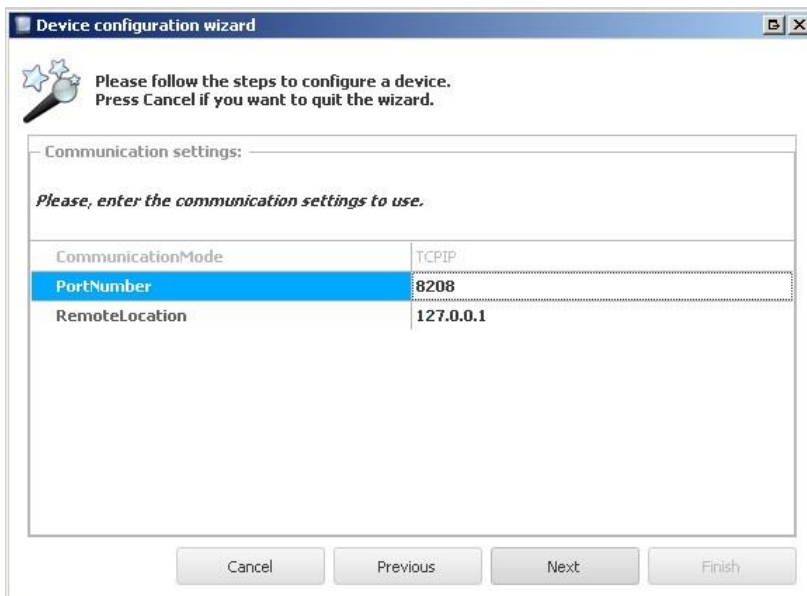 Device configuration wizard
Please follow the steps to configure a device.
Press Cancel if you want to quit the wizard.
Communication settings:
Please, enter the communication settings to use.
CommunicationMode TCPIP
PortNumber 8208
RemoteLocation 127.0.0.1
Cancel Previous Next Finish